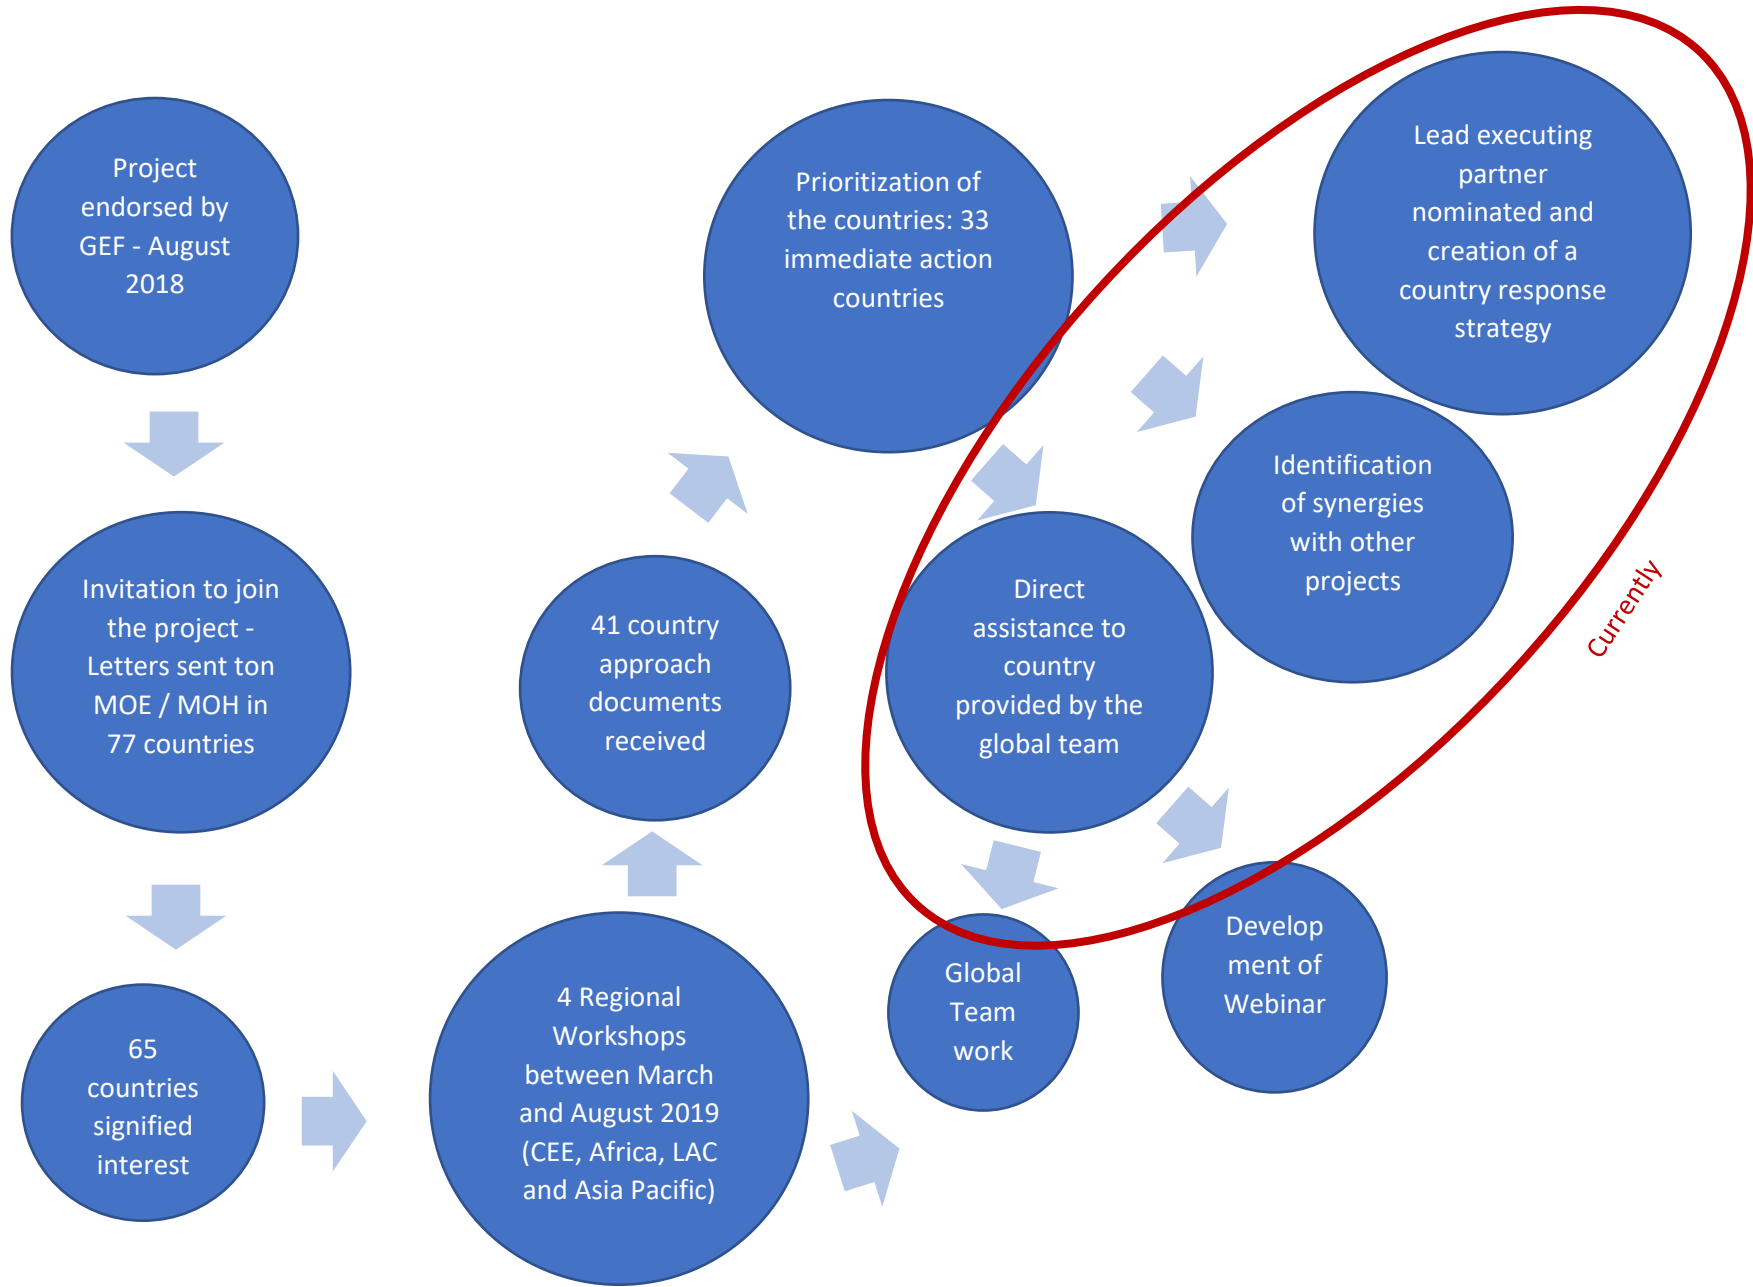 Project
endorsed by
GEF - August
2018
Invitation to join
the project -
Letters sent ton
MOE / MOH in
77 countries
65
countries
signified
interest
4 Regional
Workshops
between March
and August 2019
(CEE, Africa, LAC
and Asia Pacific)
41 country
approach
documents
received
Prioritization of
the countries: 33
immediate action
countries
Lead executing
partner
nominated and
creation of a
country response
strategy
Identification
of synergies
with other
projects
Direct
assistance to
country
provided by the
global team
Global
Team
work
Develop
ment of
Webinar
Currently